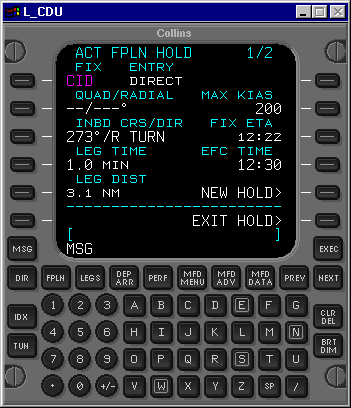 L_CDU
Collins
ACT FPLN HOLD 1/2
FIX ENTRY
CID DIRECT
QUAD/RADIAL MAX KIAS
--/---° 200
INBD CRS/DIR FIX ETA
273°/R TURN 12:22
LEG TIME EFC TIME
1.0 MIN 12:30
LEG DIST
3.1 NM NEW HOLD>
------------------------
EXIT HOLD>
[ ]
MSG
MSG EXEC
DIR FPLN LEGS DEP ARR PERF MFD MENU MFD ADV MFD DATA PREV NEXT
1 2 3 A B C D E F G
IDX CLR DEL
4 5 6 H I J K L M N
TUN BRT DIM
7 8 9 O P Q R S T U
. 0 +/- V W X Y Z SP /